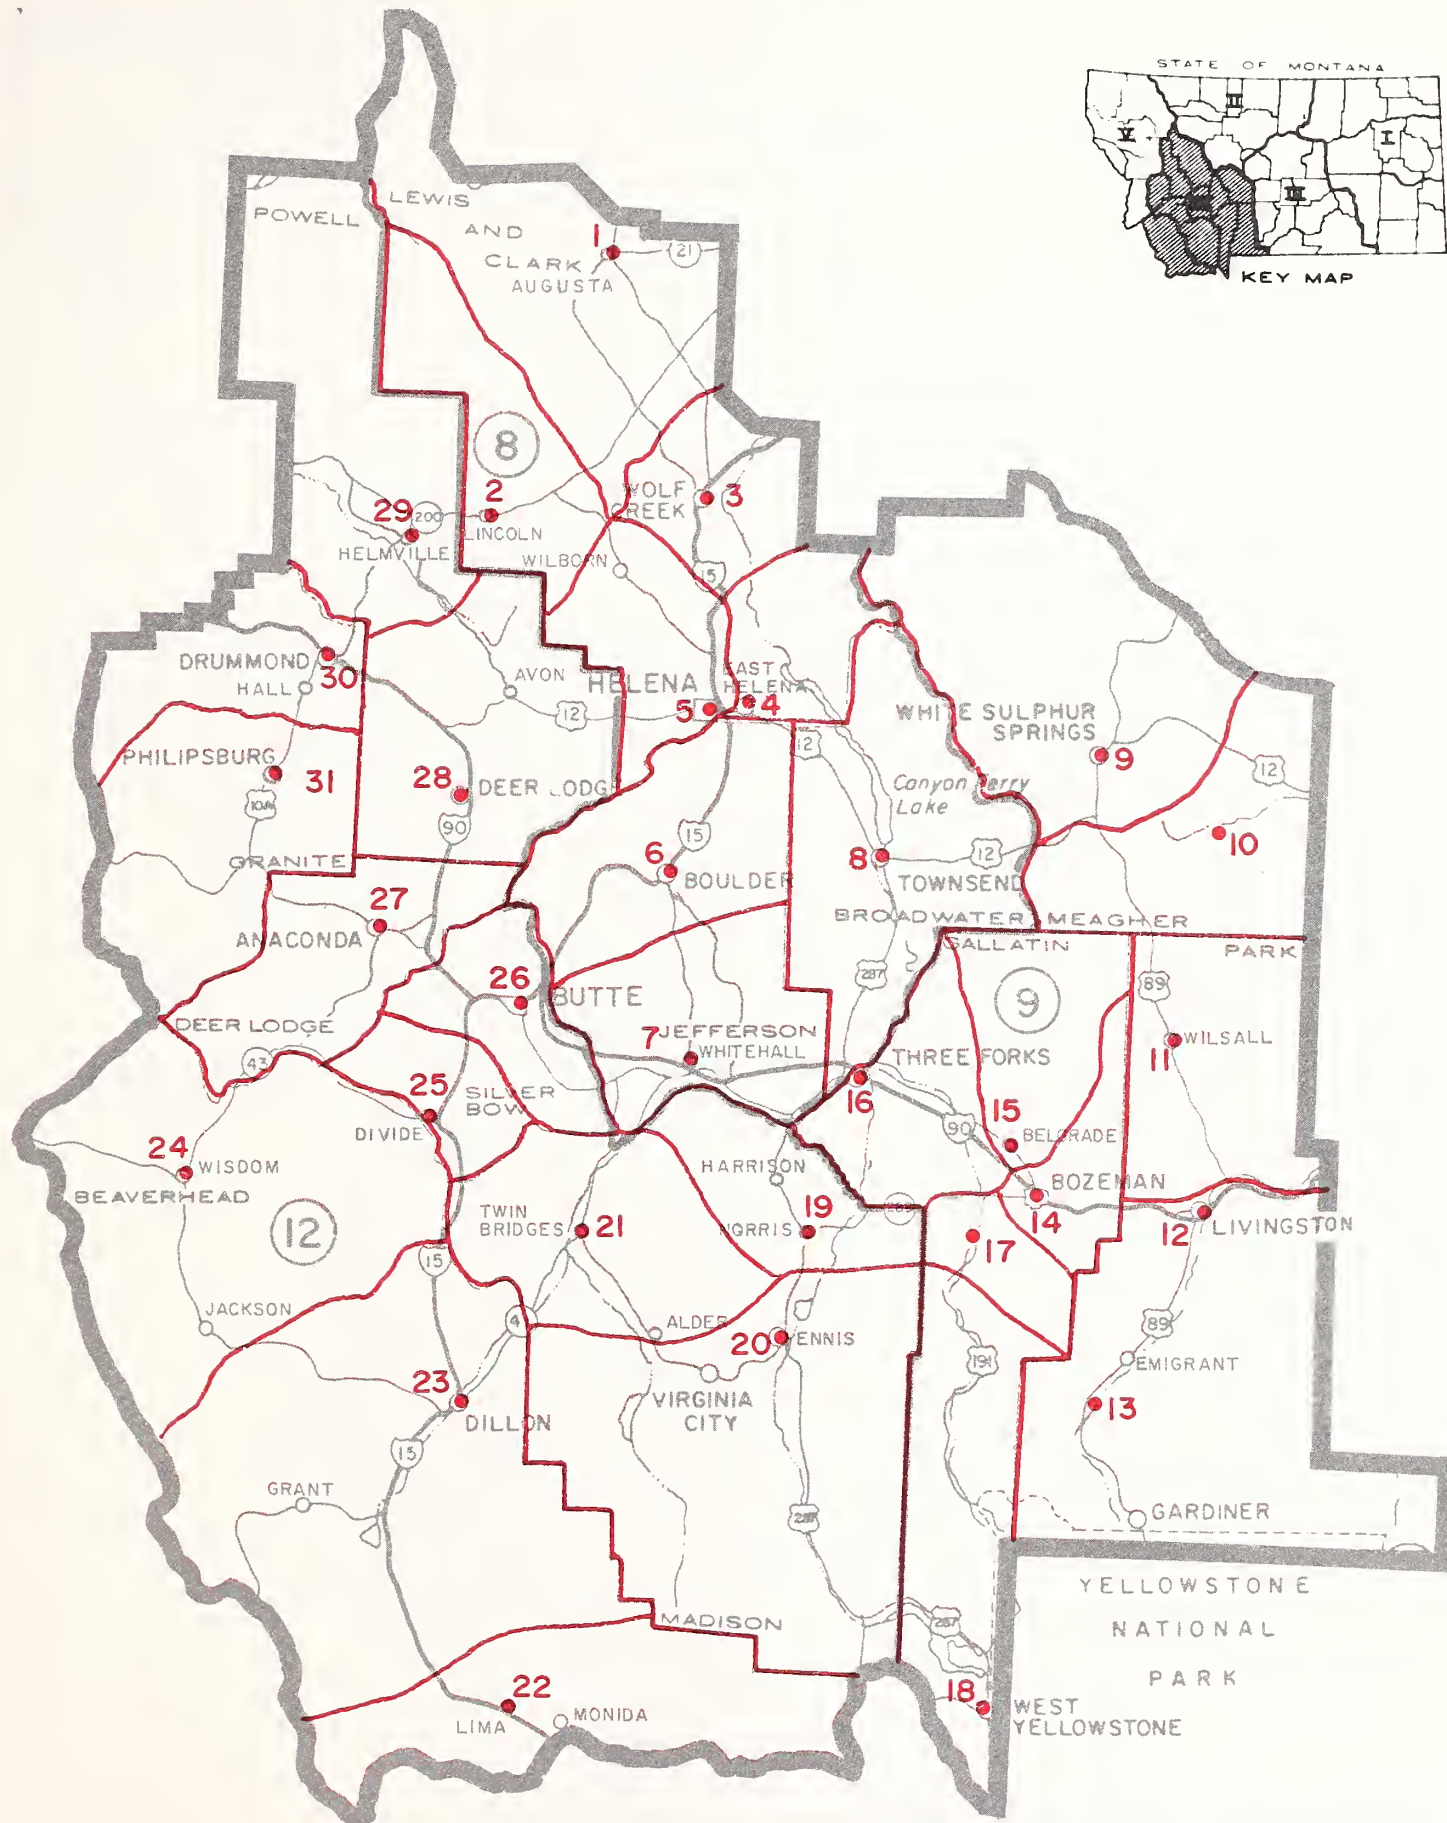 STATE OF MONTANA
II
V
I
III
KEY MAP
LEWIS
POWELL
AND
1
CLARK
21
AUGUSTA
8
2
WOLF
CREEK
3
29
200
LINCOLN
HELMVILLE
WILBORN
15
DRUMMOND
30
HALL
AVON
HELENA
EAST
HELENA
5
4
12
12
WHITE SULPHUR
SPRINGS
9
12
PHILIPSBURG
31
10A
28
DEER LODGE
90
Canyon Ferry
Lake
15
10
6
BOULDER
8
12
TOWNSEND
GRANITE
27
ANACONDA
BROADWATER
MEAGHER
GALLATIN
PARK
26
BUTTE
287
9
89
DEER LODGE
7
JEFFERSON
WHITEHALL
THREE FORKS
11
WILSALL
43
16
25
SILVER
BOW
DIVIDE
15
90
BELGRADE
24
WISDOM
BEAVERHEAD
HARRISON
BOZEMAN
14
12
TWIN
BRIDGES
21
19
NORRIS
17
12
LIVINGSTON
15
JACKSON
4
ALDER
20
ENNIS
89
191
EMIGRANT
23
DILLON
VIRGINIA
CITY
13
15
GRANT
287
GARDINER
YELLOWSTONE
NATIONAL
PARK
MADISON
287
22
LIMA
MONIDA
18
WEST
YELLOWSTONE